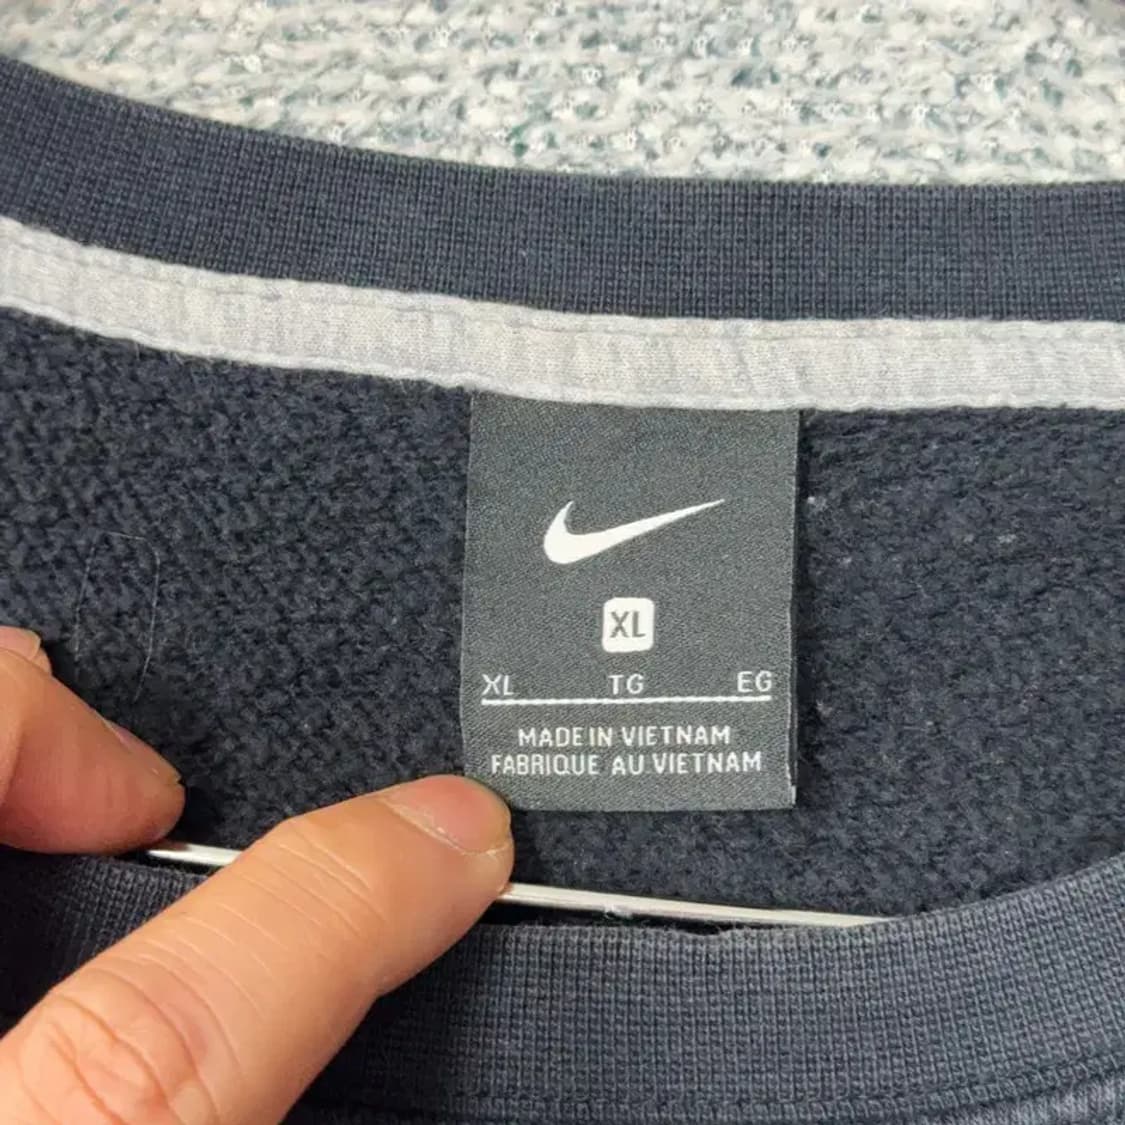 XL
XL TG EG
MADE IN VIETNAM
FABRIQUE AU VIETNAM